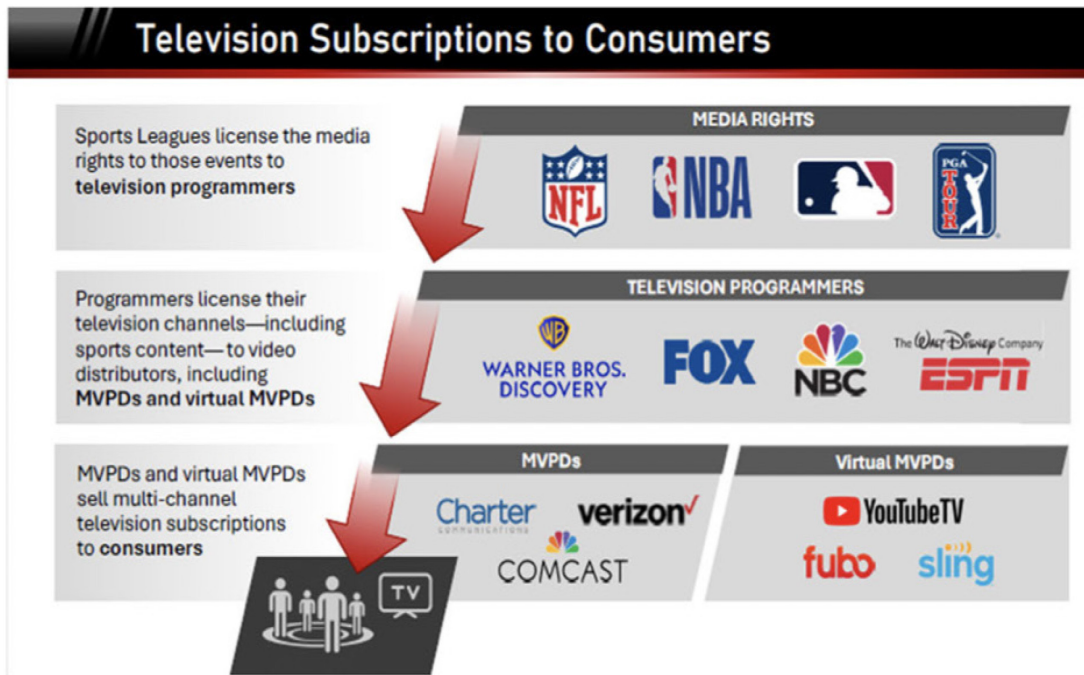 Television Subscriptions to Consumers
Sports Leagues license the media
rights to those events to
television programmers
MEDIA RIGHTS
NFL
NBA
PGA
TOUR
Programmers license their
television channels—including
sports content—to video
distributors, including
MVPDs and virtual MVPDs
TELEVISION PROGRAMMERS
WB
WARNER BROS.
DISCOVERY
FOX
NBC
The Walt Disney Company
ESPN
MVPDs and virtual MVPDs
sell multi-channel
television subscriptions
to consumers
MVPDs
Charter
COMMUNICATIONS
verizon
COMCAST
Virtual MVPDs
YouTubeTV
fubo
sling
TV